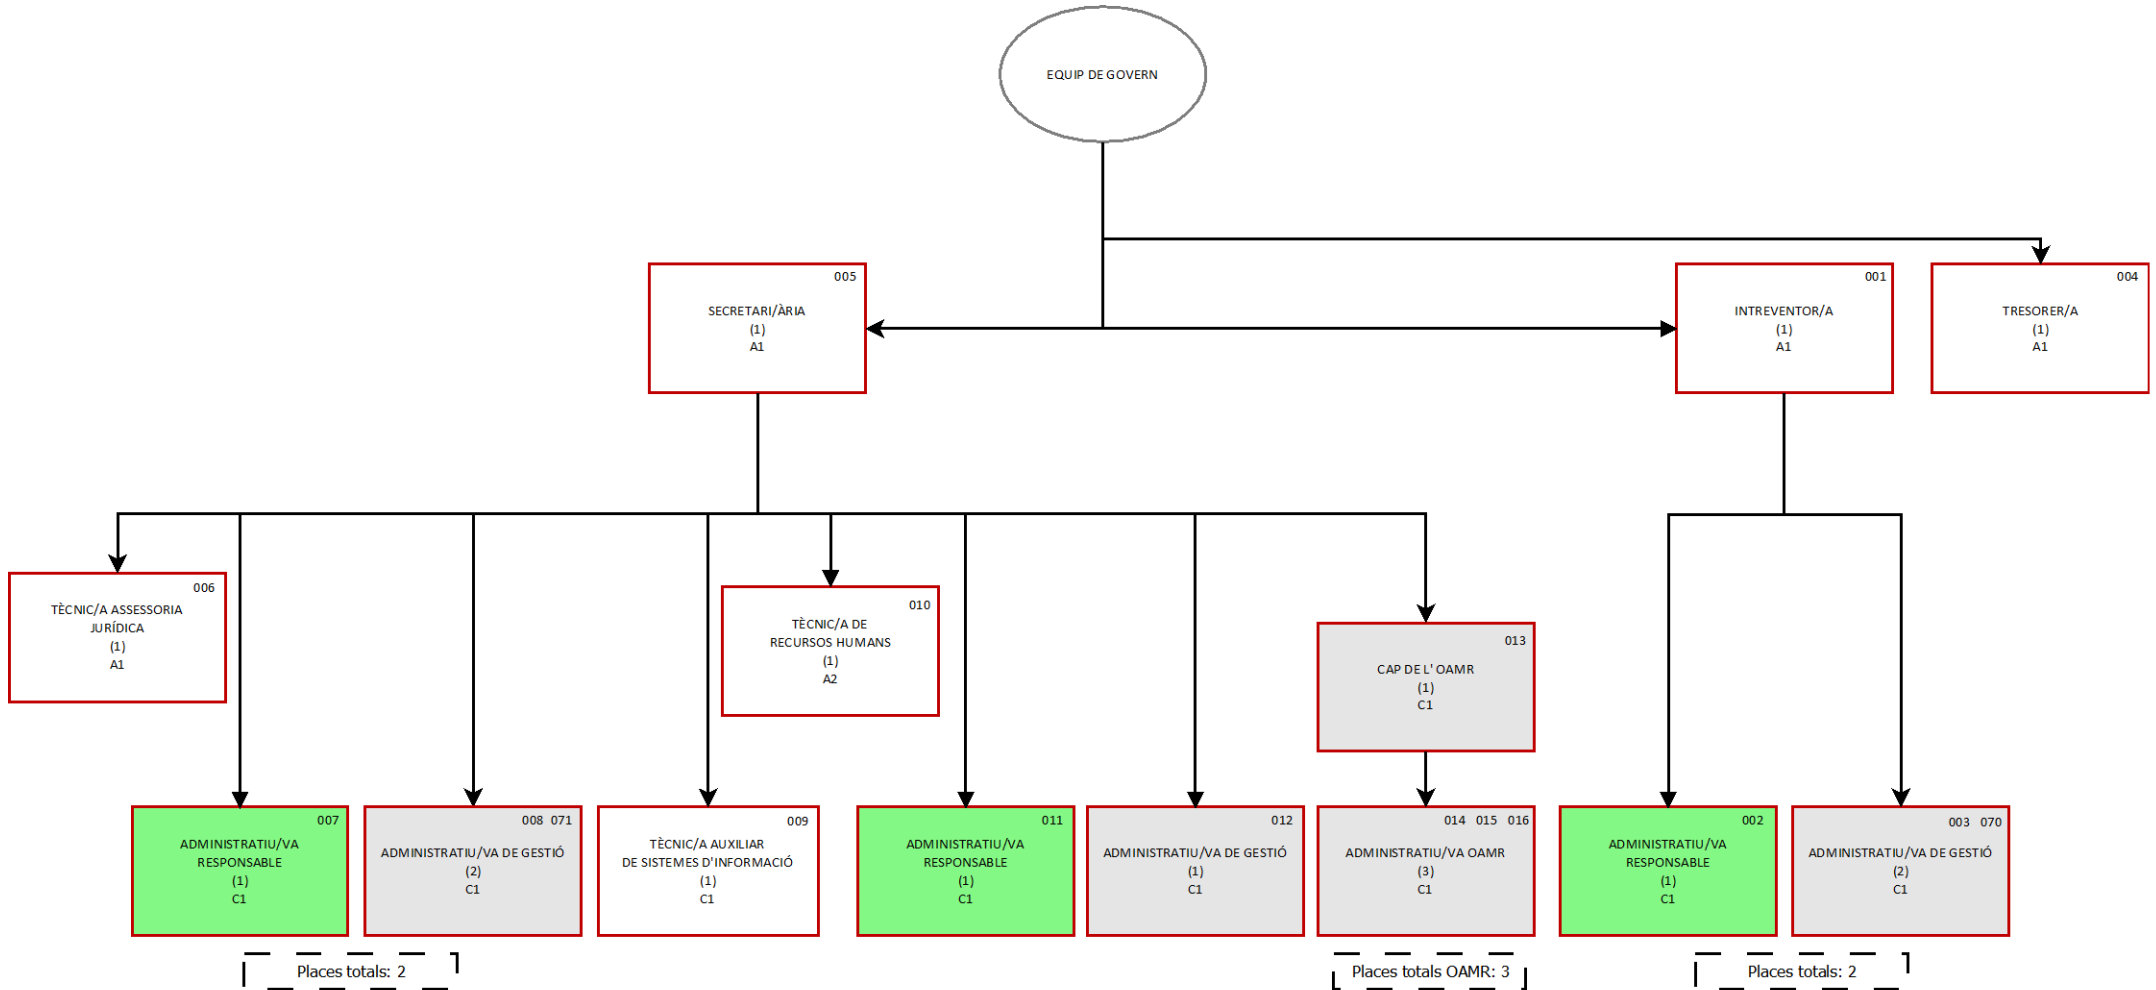 EQUIP DE GOVERN
005
SECRETARI/ÀRIA
(1)
A1
001
INTREVENTOR/A
(1)
A1
004
TRESORER/A
(1)
A1
006
TÈCNIC/A ASSESSORIA
JURÍDICA
(1)
A1
010
TÈCNIC/A DE
RECURSOS HUMANS
(1)
A2
013
CAP DE L' OAMR
(1)
C1
007
ADMINISTRATIU/VA
RESPONSABLE
(1)
C1
008 071
ADMINISTRATIU/VA DE GESTIÓ
(2)
C1
009
TÈCNIC/A AUXILIAR
DE SISTEMES D'INFORMACIÓ
(1)
C1
011
ADMINISTRATIU/VA
RESPONSABLE
(1)
C1
012
ADMINISTRATIU/VA DE GESTIÓ
(1)
C1
014 015 016
ADMINISTRATIU/VA OAMR
(3)
C1
002
ADMINISTRATIU/VA
RESPONSABLE
(1)
C1
003 070
ADMINISTRATIU/VA DE GESTIÓ
(2)
C1
Places totals: 2
Places totals OAMR: 3
Places totals: 2